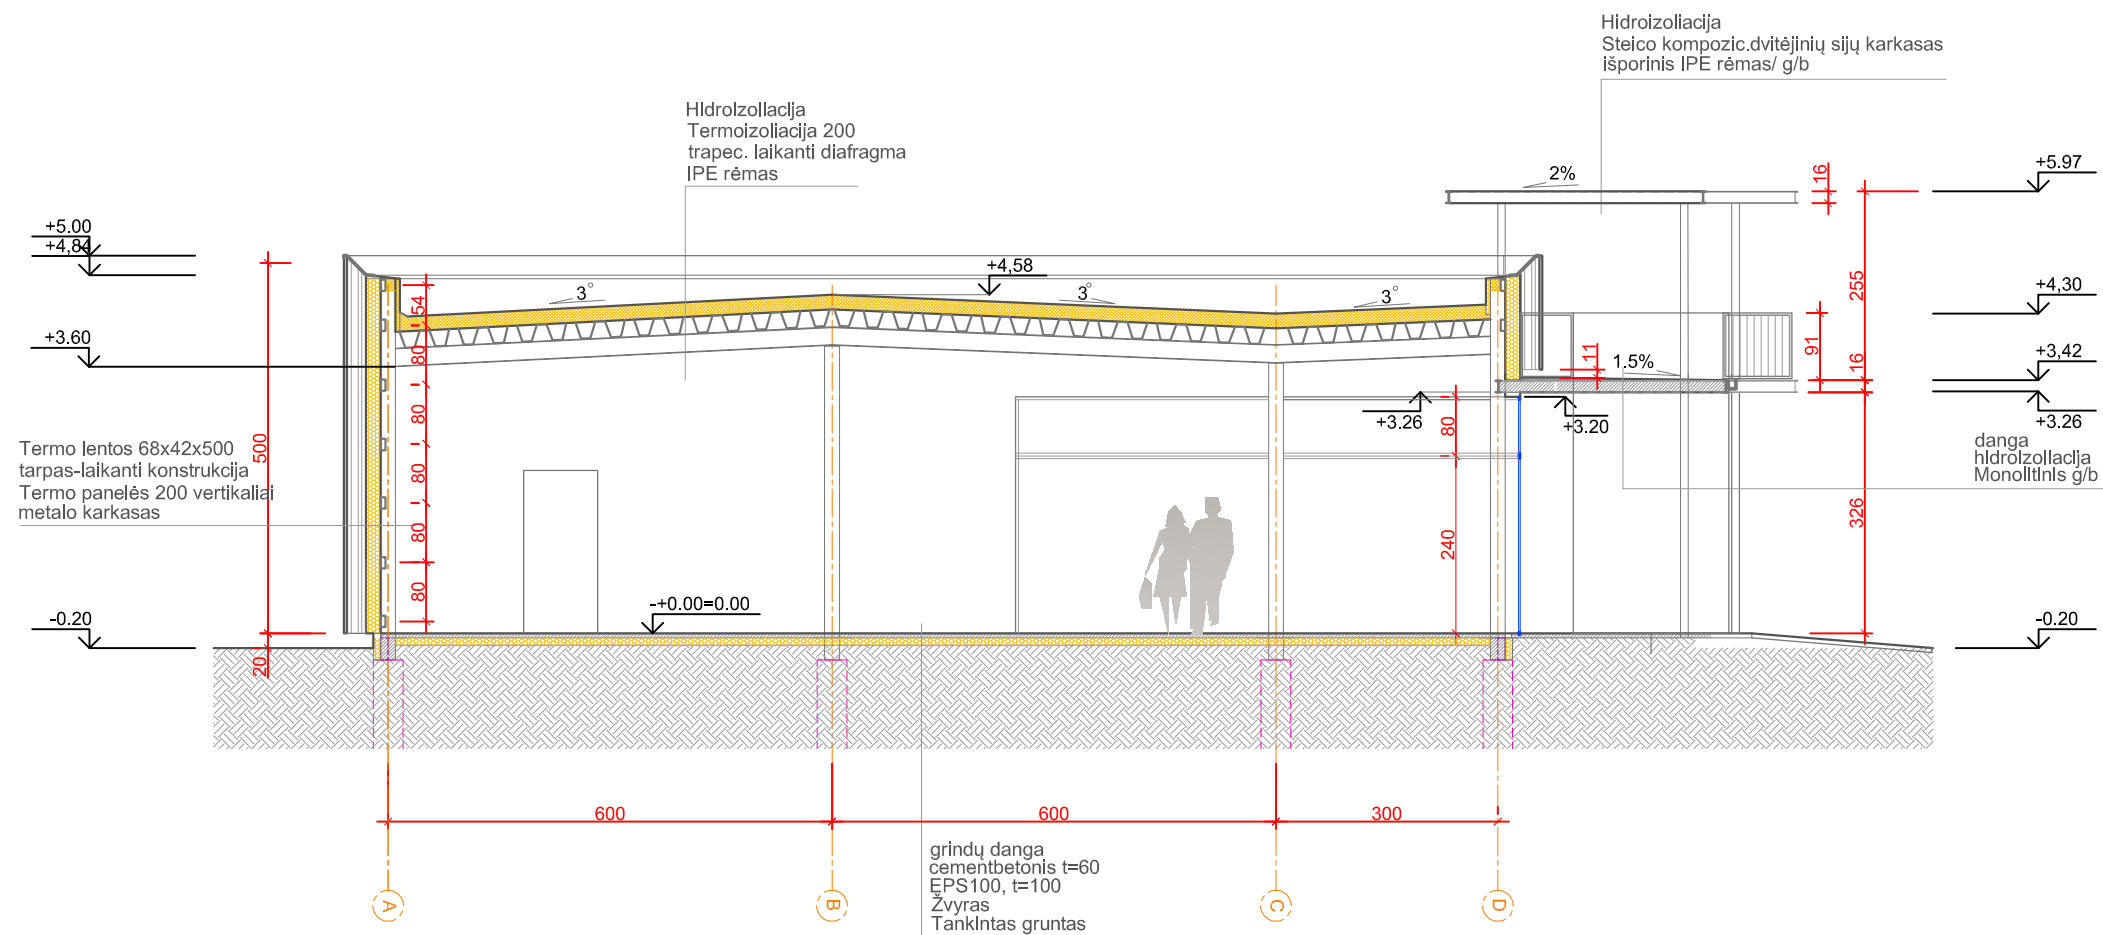 Hidroizoliacija
Steico kompozic.dvitėjinių sijų karkasas
išporinis IPE rėmas/ g/b
HIdroIzolIacIja
Termoizoliacija 200
trapec. laikanti diafragma
IPE rėmas
2%
16
+5.97
+5.00
+4,84
+4,58
3°
3°
3°
54
255
+4,30
+3.60
80
11
1.5%
91
16
+3,42
+3.26
+3.20
+3.26
80
80
500
Termo lentos 68x42x500
tarpas-laikanti konstrukcija
Termo panelės 200 vertikaliai
metalo karkasas
danga
hIdroIzolIacIja
MonolItInIs g/b
80
80
240
326
80
-+0.00=0.00
-0.20
-0.20
20
600
600
300
grindų danga
cementbetonis t=60
EPS100, t=100
Žvyras
TankIntas gruntas
A
B
C
D